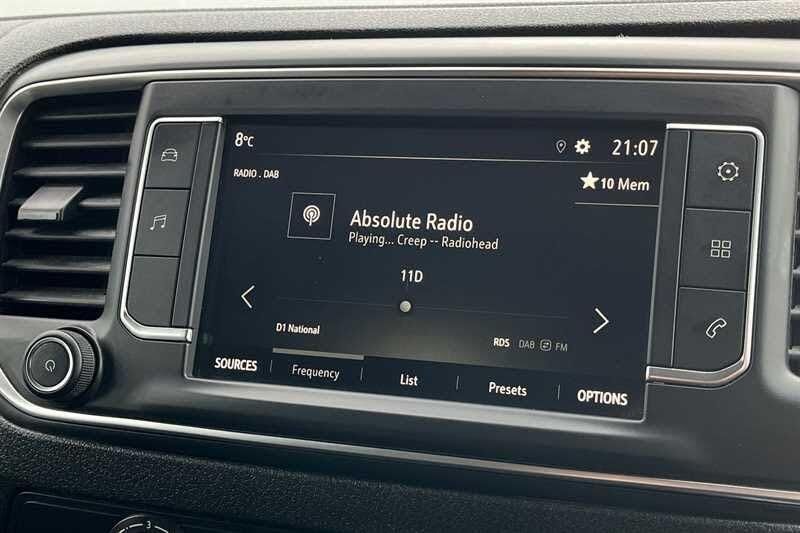 8°C
21:07
RADIO . DAB
10 Mem
Absolute Radio
Playing... Creep -- Radiohead
11D
D1 National
RDS DAB FM
SOURCES
Frequency
List
Presets
OPTIONS
3